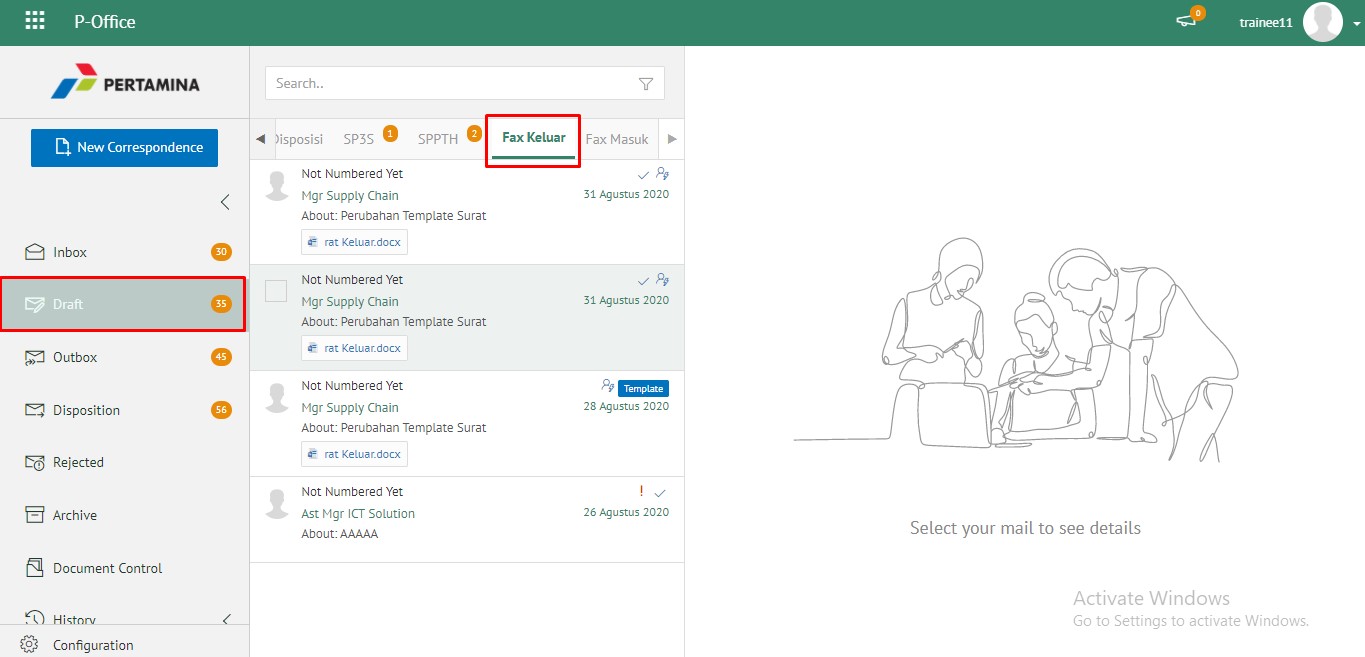 P-Office
0
trainee11
PERTAMINA
New Correspondence
Inbox 30
Draft 35
Outbox 45
Disposition 56
Rejected
Archive
Document Control
History
Configuration
Search..
Disposisi SP3S 1 SPPTH 2 Fax Keluar Fax Masuk
Not Numbered Yet
Mgr Supply Chain 31 Agustus 2020
About: Perubahan Template Surat
rat Keluar.docx
Not Numbered Yet
Mgr Supply Chain 31 Agustus 2020
About: Perubahan Template Surat
rat Keluar.docx
Not Numbered Yet Template
Mgr Supply Chain 28 Agustus 2020
About: Perubahan Template Surat
rat Keluar.docx
Not Numbered Yet !
Ast Mgr ICT Solution 26 Agustus 2020
About: AAAAA
Select your mail to see details
Activate Windows
Go to Settings to activate Windows.